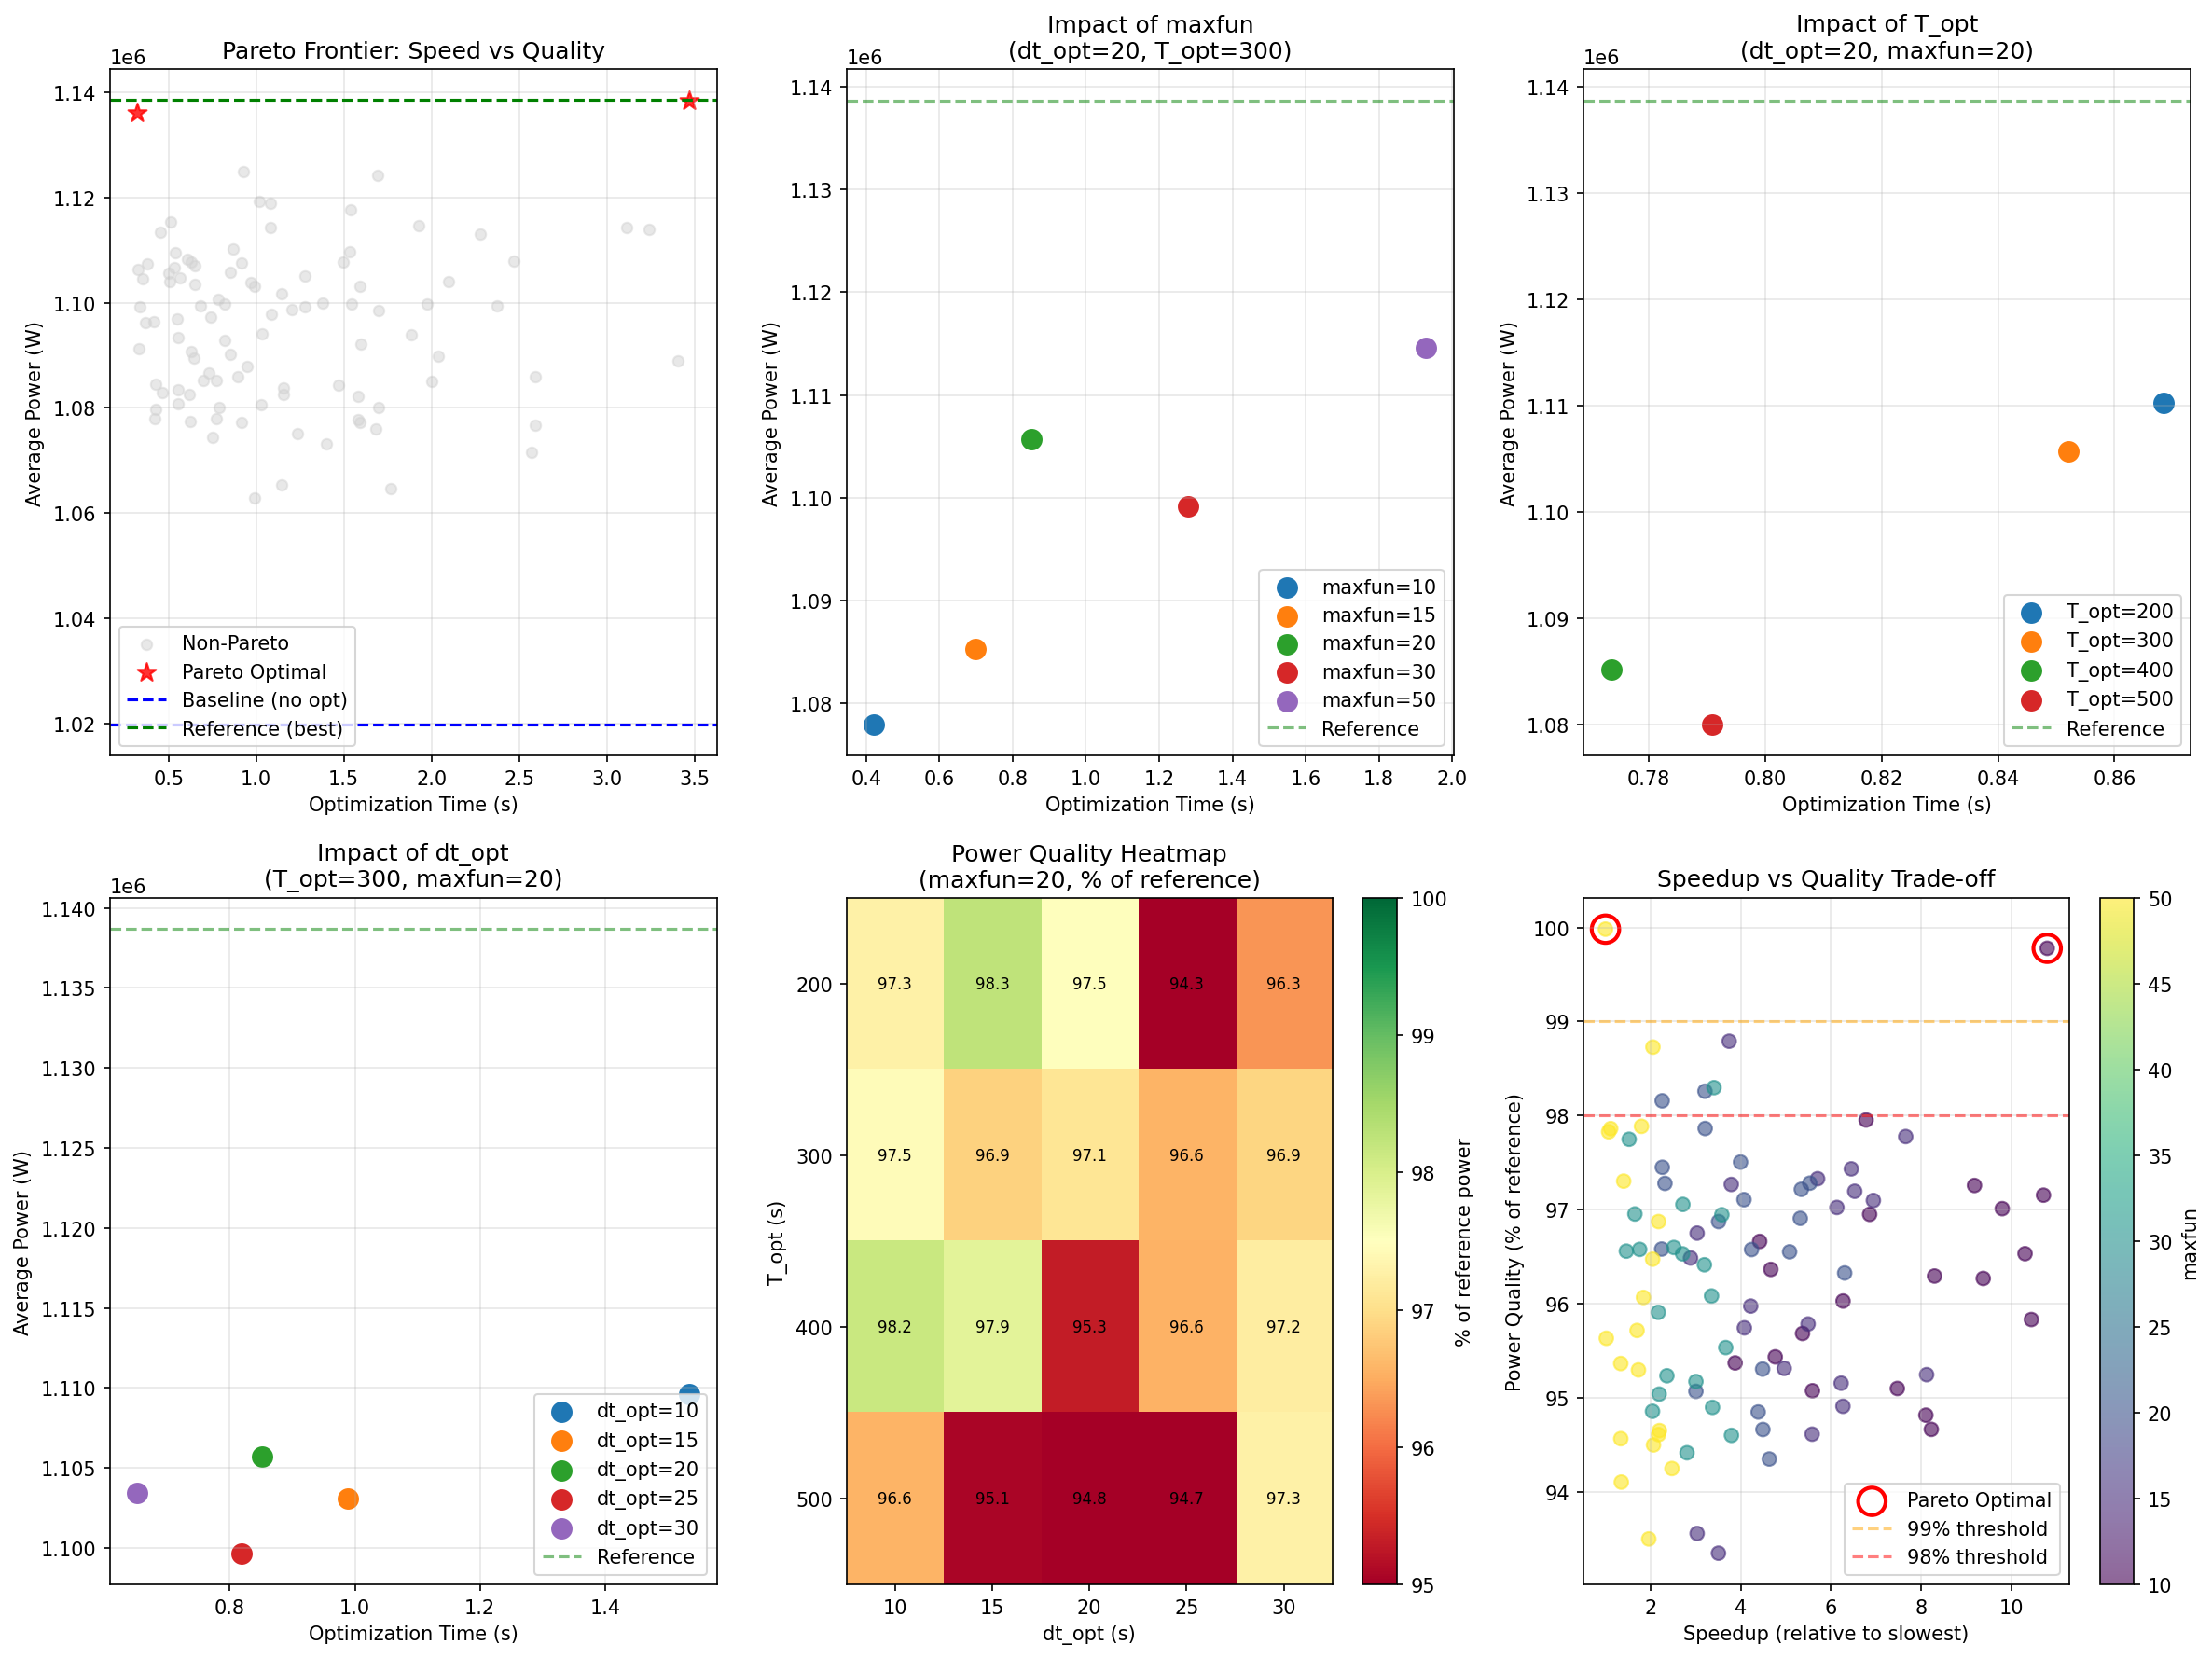 Pareto Frontier: Speed vs Quality
1e6
1.14
1.12
1.10
1.08
1.06
1.04
1.02
Average Power (W)
0.5 1.0 1.5 2.0 2.5 3.0 3.5
Optimization Time (s)
Non-Pareto
Pareto Optimal
Baseline (no opt)
Reference (best)
Impact of maxfun
(dt_opt=20, T_opt=300)
1e6
1.14
1.13
1.12
1.11
1.10
1.09
1.08
Average Power (W)
0.4 0.6 0.8 1.0 1.2 1.4 1.6 1.8 2.0
Optimization Time (s)
maxfun=10
maxfun=15
maxfun=20
maxfun=30
maxfun=50
Reference
Impact of T_opt
(dt_opt=20, maxfun=20)
1e6
1.14
1.13
1.12
1.11
1.10
1.09
1.08
Average Power (W)
0.78 0.80 0.82 0.84 0.86
Optimization Time (s)
T_opt=200
T_opt=300
T_opt=400
T_opt=500
Reference
Impact of dt_opt
(T_opt=300, maxfun=20)
1e6
1.140
1.135
1.130
1.125
1.120
1.115
1.110
1.105
1.100
Average Power (W)
0.8 1.0 1.2 1.4
Optimization Time (s)
dt_opt=10
dt_opt=15
dt_opt=20
dt_opt=25
dt_opt=30
Reference
Power Quality Heatmap
(maxfun=20, % of reference)
T_opt (s)
200 97.3 98.3 97.5 94.3 96.3
300 97.5 96.9 97.1 96.6 96.9
400 98.2 97.9 95.3 96.6 97.2
500 96.6 95.1 94.8 94.7 97.3
10 15 20 25 30
dt_opt (s)
100
99
98
97
96
95
% of reference power
Speedup vs Quality Trade-off
100
99
98
97
96
95
94
Power Quality (% of reference)
2 4 6 8 10
Speedup (relative to slowest)
Pareto Optimal
99% threshold
98% threshold
50
45
40
35
30
25
20
15
10
maxfun